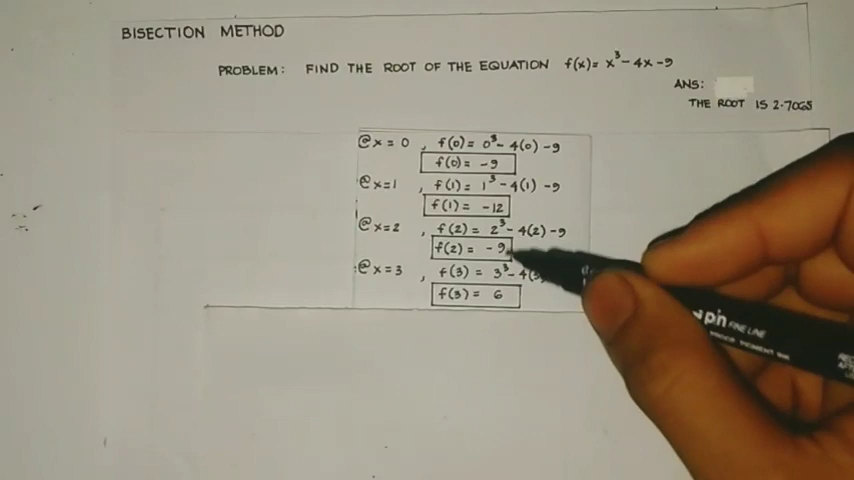 BISECTION METHOD
PROBLEM: FIND THE ROOT OF THE EQUATION f(x)= x³-4x-9
ANS:
THE ROOT IS 2.7065
@x=0, f(0)= 0³-4(0)-9
f(0)= -9
@x=1, f(1)= 1³-4(1)-9
f(1)= -12
@x=2, f(2)= 2³-4(2)-9
f(2)= -9
@x=3, f(3)= 3³-4(3)
f(3)= 6
pin FINE LINE